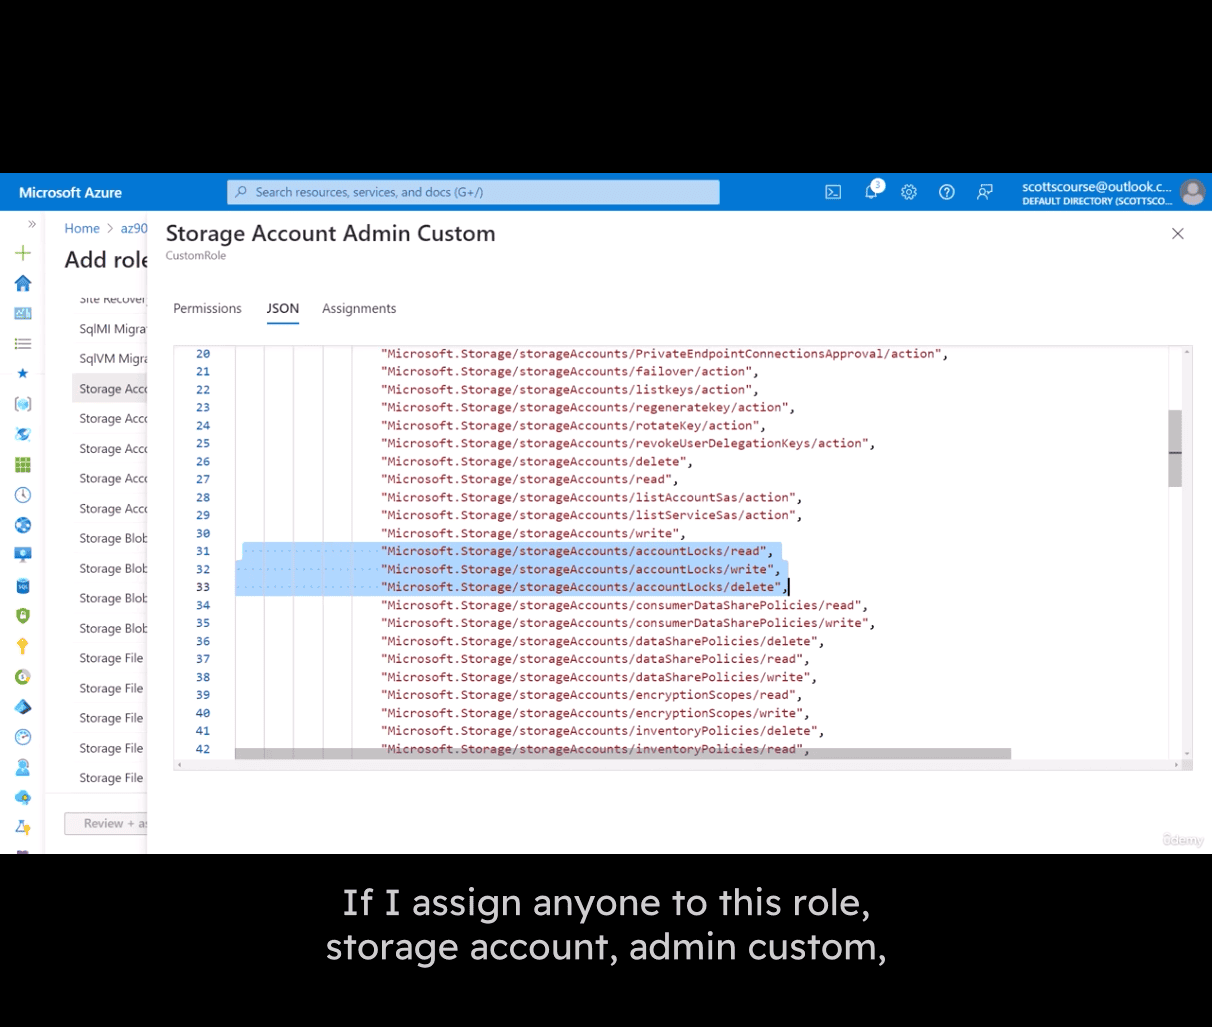 Microsoft Azure
Search resources, services, and docs (G+/)
3
scottscourse@outlook.c...
DEFAULT DIRECTORY (SCOTTSCO...
Home > az90
Add role
Storage Account Admin Custom
CustomRole
Permissions
JSON
Assignments
Site Recovery
SqlMI Migra
SqlVM Migra
Storage Acco
Storage Acco
Storage Acco
Storage Acco
Storage Acco
Storage Blob
Storage Blob
Storage Blob
Storage Blob
Storage File
Storage File
Storage File
Storage File
Storage File
Review + as
20 "Microsoft.Storage/storageAccounts/PrivateEndpointConnectionsApproval/action",
21 "Microsoft.Storage/storageAccounts/failover/action",
22 "Microsoft.Storage/storageAccounts/listkeys/action",
23 "Microsoft.Storage/storageAccounts/regeneratekey/action",
24 "Microsoft.Storage/storageAccounts/rotateKey/action",
25 "Microsoft.Storage/storageAccounts/revokeUserDelegationKeys/action",
26 "Microsoft.Storage/storageAccounts/delete",
27 "Microsoft.Storage/storageAccounts/read",
28 "Microsoft.Storage/storageAccounts/listAccountSas/action",
29 "Microsoft.Storage/storageAccounts/listServiceSas/action",
30 "Microsoft.Storage/storageAccounts/write",
31 "Microsoft.Storage/storageAccounts/accountLocks/read",
32 "Microsoft.Storage/storageAccounts/accountLocks/write",
33 "Microsoft.Storage/storageAccounts/accountLocks/delete",
34 "Microsoft.Storage/storageAccounts/consumerDataSharePolicies/read",
35 "Microsoft.Storage/storageAccounts/consumerDataSharePolicies/write",
36 "Microsoft.Storage/storageAccounts/dataSharePolicies/delete",
37 "Microsoft.Storage/storageAccounts/dataSharePolicies/read",
38 "Microsoft.Storage/storageAccounts/dataSharePolicies/write",
39 "Microsoft.Storage/storageAccounts/encryptionScopes/read",
40 "Microsoft.Storage/storageAccounts/encryptionScopes/write",
41 "Microsoft.Storage/storageAccounts/inventoryPolicies/delete",
42 "Microsoft.Storage/storageAccounts/inventoryPolicies/read",
SQL
ûdemy
If I assign anyone to this role,
storage account, admin custom,